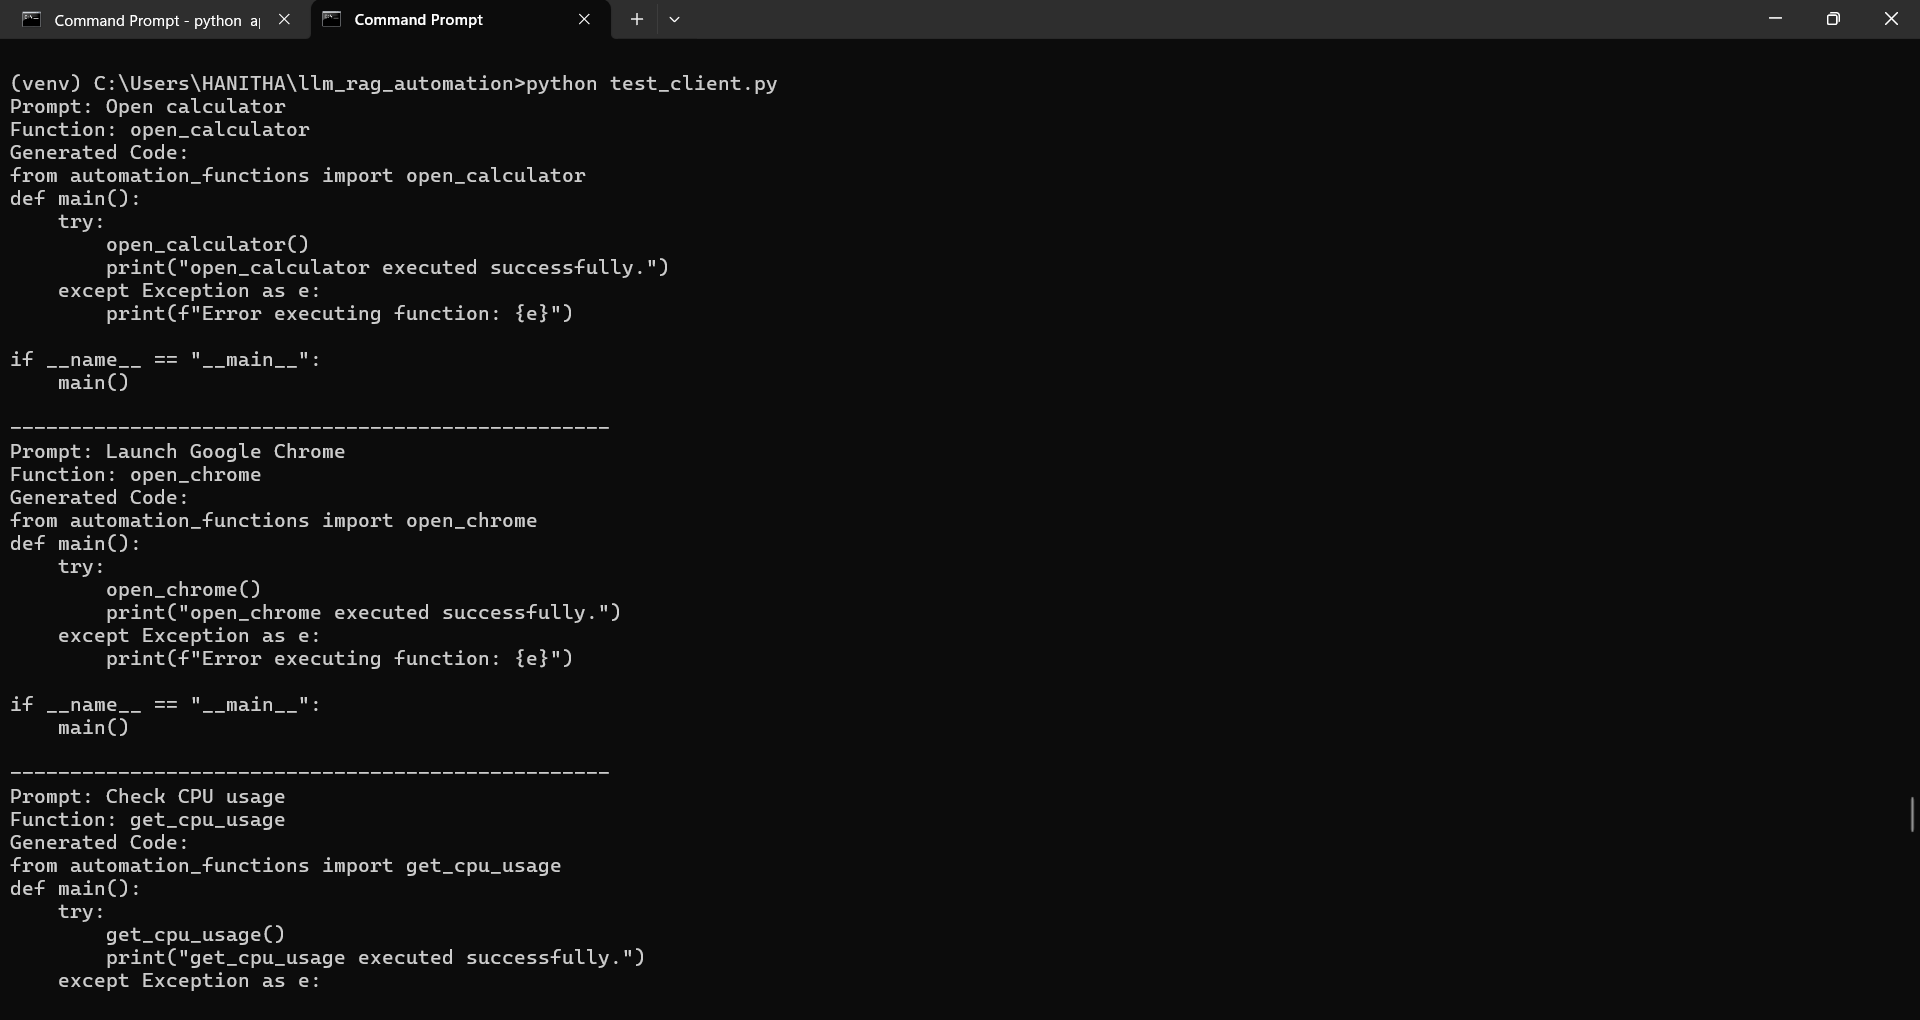 Command Prompt - python a
Command Prompt
(venv) C:\Users\HANITHA\llm_rag_automation>python test_client.py
Prompt: Open calculator
Function: open_calculator
Generated Code:
from automation_functions import open_calculator
def main():
    try:
        open_calculator()
        print("open_calculator executed successfully.")
    except Exception as e:
        print(f"Error executing function: {e}")

if __name__ == "__main__":
    main()

--------------------------------------------------
Prompt: Launch Google Chrome
Function: open_chrome
Generated Code:
from automation_functions import open_chrome
def main():
    try:
        open_chrome()
        print("open_chrome executed successfully.")
    except Exception as e:
        print(f"Error executing function: {e}")

if __name__ == "__main__":
    main()

--------------------------------------------------
Prompt: Check CPU usage
Function: get_cpu_usage
Generated Code:
from automation_functions import get_cpu_usage
def main():
    try:
        get_cpu_usage()
        print("get_cpu_usage executed successfully.")
    except Exception as e: